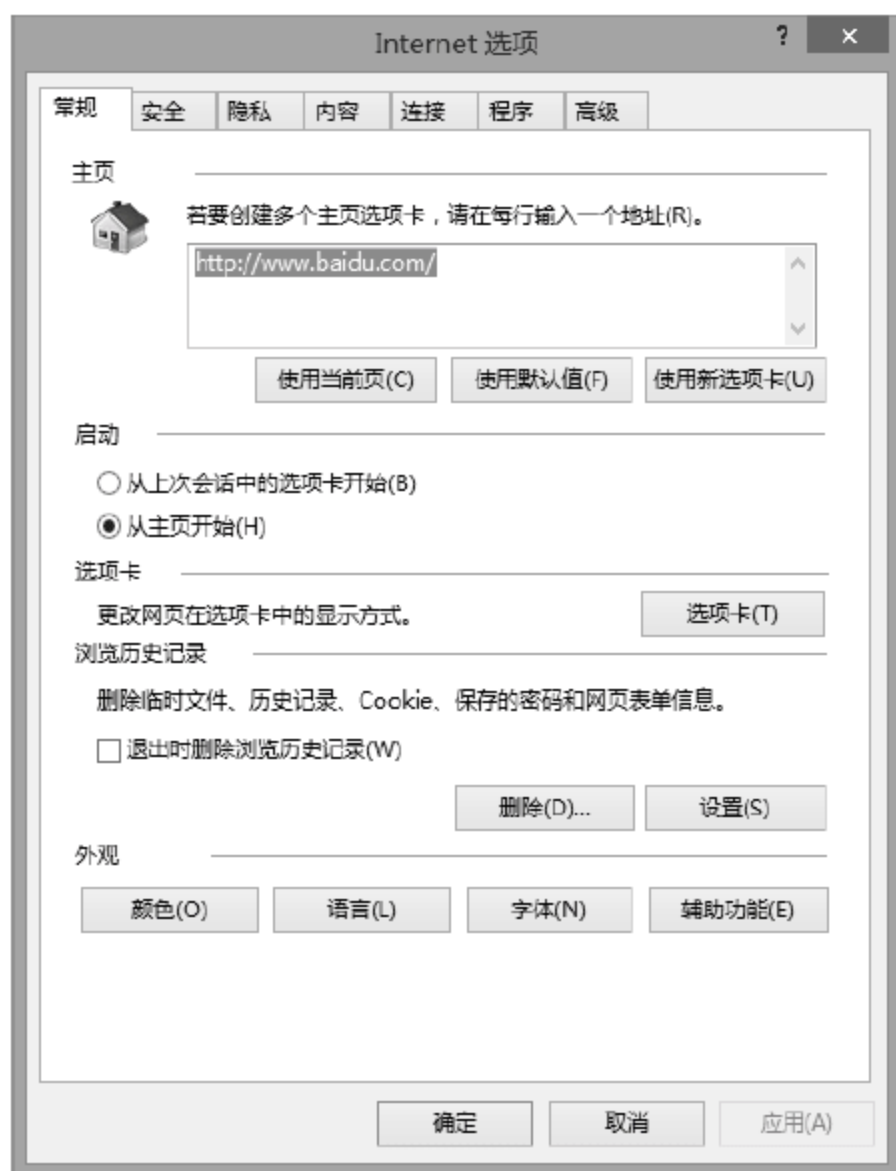 Internet 选项
? ×
常规 安全 隐私 内容 连接 程序 高级
主页
若要创建多个主页选项卡，请在每行输入一个地址(R)。
http://www.baidu.com/
使用当前页(C) 使用默认值(F) 使用新选项卡(U)
启动
从上次会话中的选项卡开始(B)
从主页开始(H)
选项卡
更改网页在选项卡中的显示方式。 选项卡(T)
浏览历史记录
删除临时文件、历史记录、Cookie、保存的密码和网页表单信息。
退出时删除浏览历史记录(W)
删除(D)... 设置(S)
外观
颜色(O) 语言(L) 字体(N) 辅助功能(E)
确定 取消 应用(A)